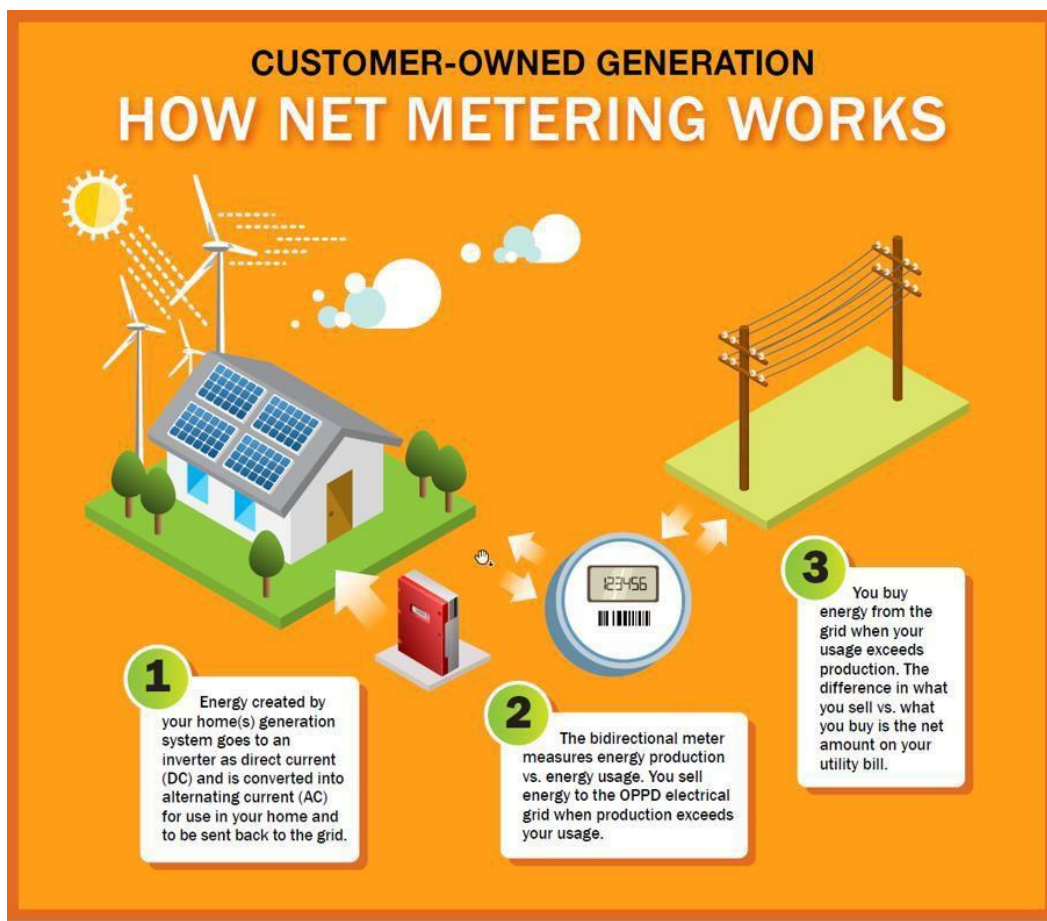 CUSTOMER-OWNED GENERATION
HOW NET METERING WORKS
123456
1
Energy created by
your home(s) generation
system goes to an
inverter as direct current
(DC) and is converted into
alternating current (AC)
for use in your home and
to be sent back to the grid.
2
The bidirectional meter
measures energy production
vs. energy usage. You sell
energy to the OPPD electrical
grid when production exceeds
your usage.
3
You buy
energy from the
grid when your
usage exceeds
production. The
difference in what
you sell vs. what
you buy is the net
amount on your
utility bill.